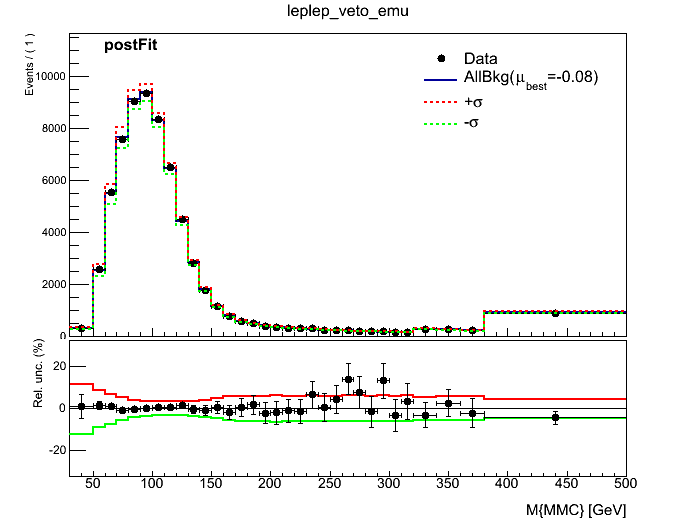 leplep_veto_emu
postFit
Events / ( 1 )
Data
AllBkg(μbest=-0.08)
+σ
-σ
10000
8000
6000
4000
2000
0
Rel. unc. (%)
20
0
-20
50 100 150 200 250 300 350 400 450 500
M{MMC} [GeV]